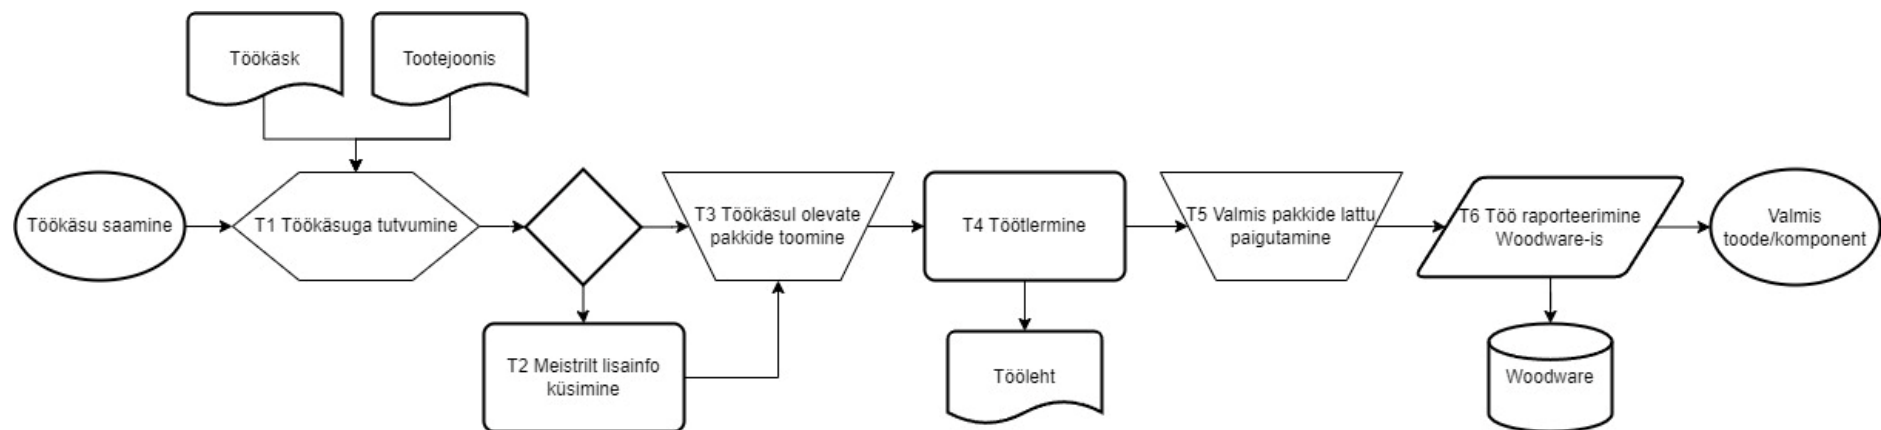 Töökäsk
Tootejoonis
Töökäsu saamine
T1 Töökäsuga tutvumine
T3 Töökäsul olevate
pakkide toomine
T4 Töötlermine
T5 Valmis pakkide lattu
paigutamine
T6 Töö raporteerimine
Woodware-is
Valmis
toode/komponent
T2 Meistrilt lisainfo
küsimine
Tööleht
Woodware